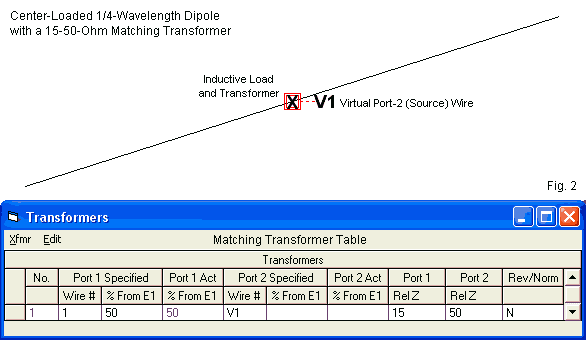 Center-Loaded 1/4-Wavelength Dipole
with a 15-50-Ohm Matching Transformer
Inductive Load
and Transformer
X
V1 Virtual Port-2 (Source) Wire
Fig. 2
Transformers
Xfmr Edit Matching Transformer Table
Transformers
No. Port 1 Specified Port 1 Act Port 2 Specified Port 2 Act Port 1 Port 2 Rev/Norm
Wire # % From E1 % From E1 Wire # % From E1 % From E1 Rel Z Rel Z
1 1 50 50 V1 15 50 N